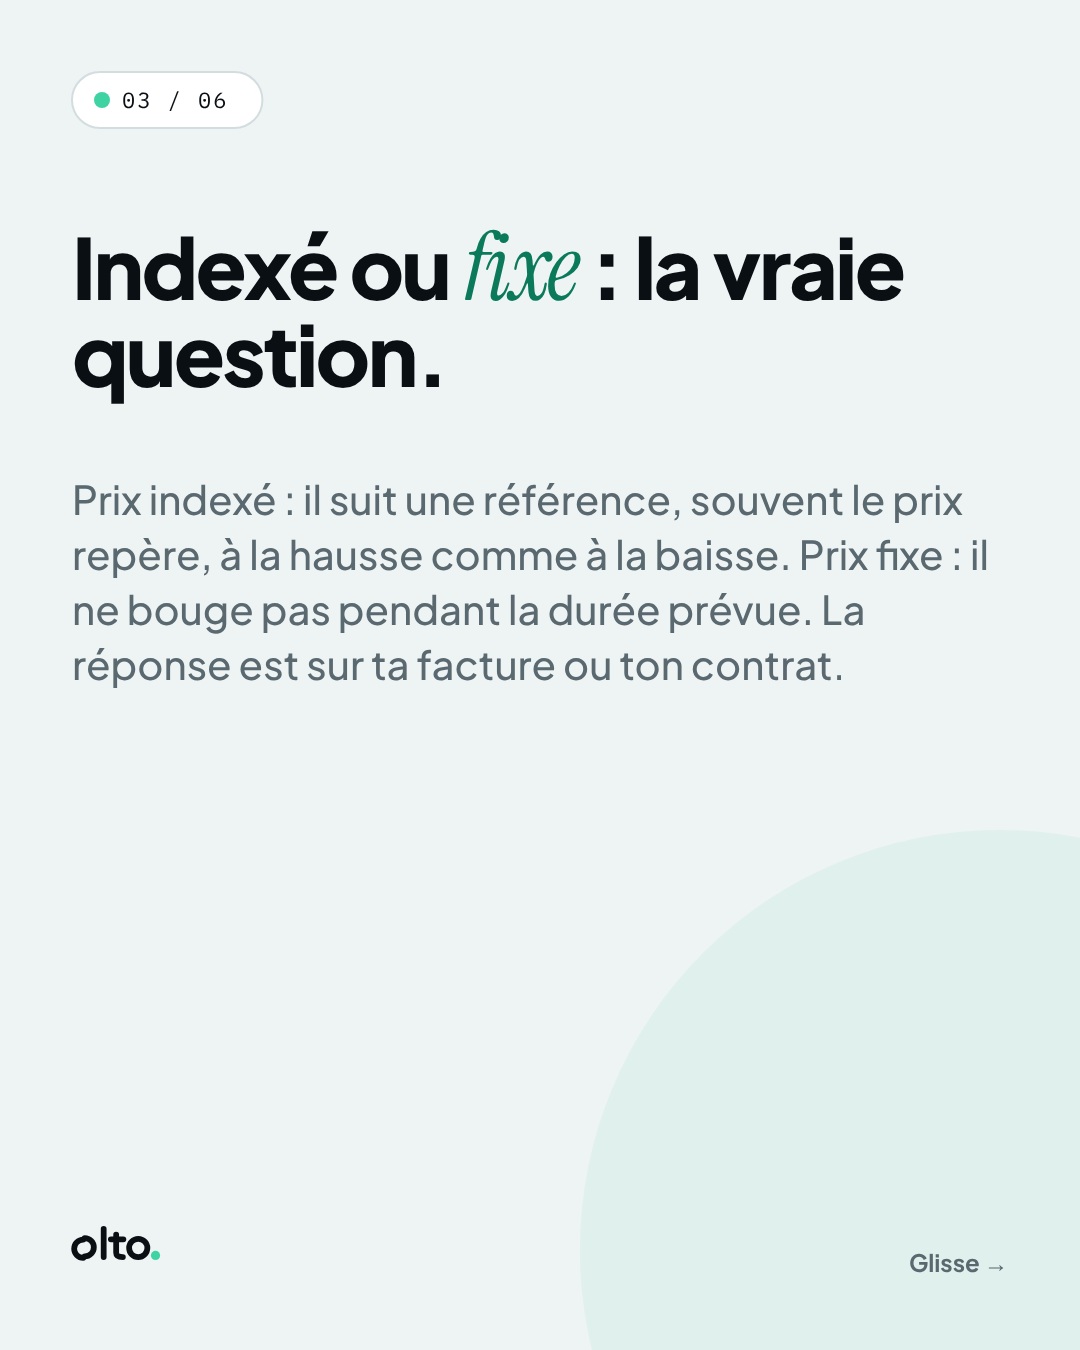 03 / 06
Indexé ou fixe : la vraie
question.
Prix indexé : il suit une référence, souvent le prix
repère, à la hausse comme à la baisse. Prix fixe : il
ne bouge pas pendant la durée prévue. La
réponse est sur ta facture ou ton contrat.
olto.
Glisse →